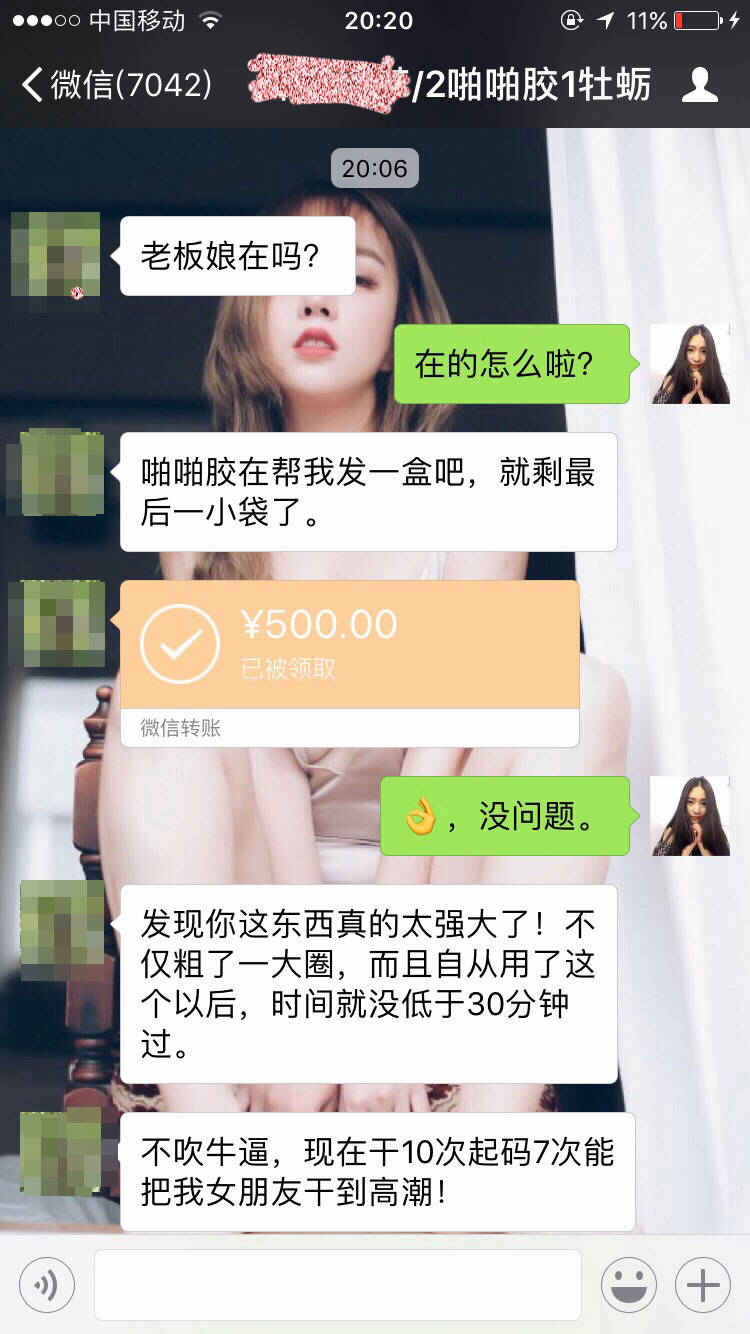 中国移动 20:20 11%
微信(7042) /2啪啪胶1牡蛎
20:06
老板娘在吗？
在的怎么啦？
啪啪胶在帮我发一盒吧，就剩最
后一小袋了。
¥500.00
已被领取
微信转账
👌，没问题。
发现你这东西真的太强大了！不
仅粗了一大圈，而且自从用了这
个以后，时间就没低于30分钟
过。
不吹牛逼，现在干10次起码7次能
把我女朋友干到高潮！